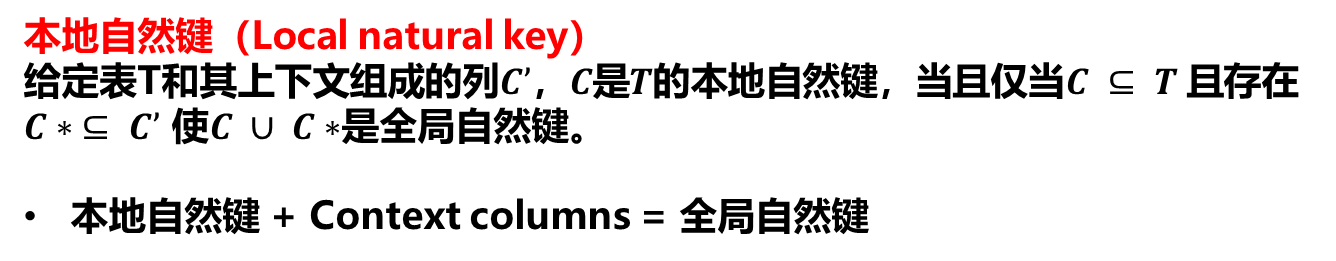 本地自然键（Local natural key）
给定表T和其上下文组成的列C’，C是T的本地自然键，当且仅当C ⊆ T 且存在
C *⊆ C’ 使C ∪ C *是全局自然键。
• 本地自然键 + Context columns = 全局自然键